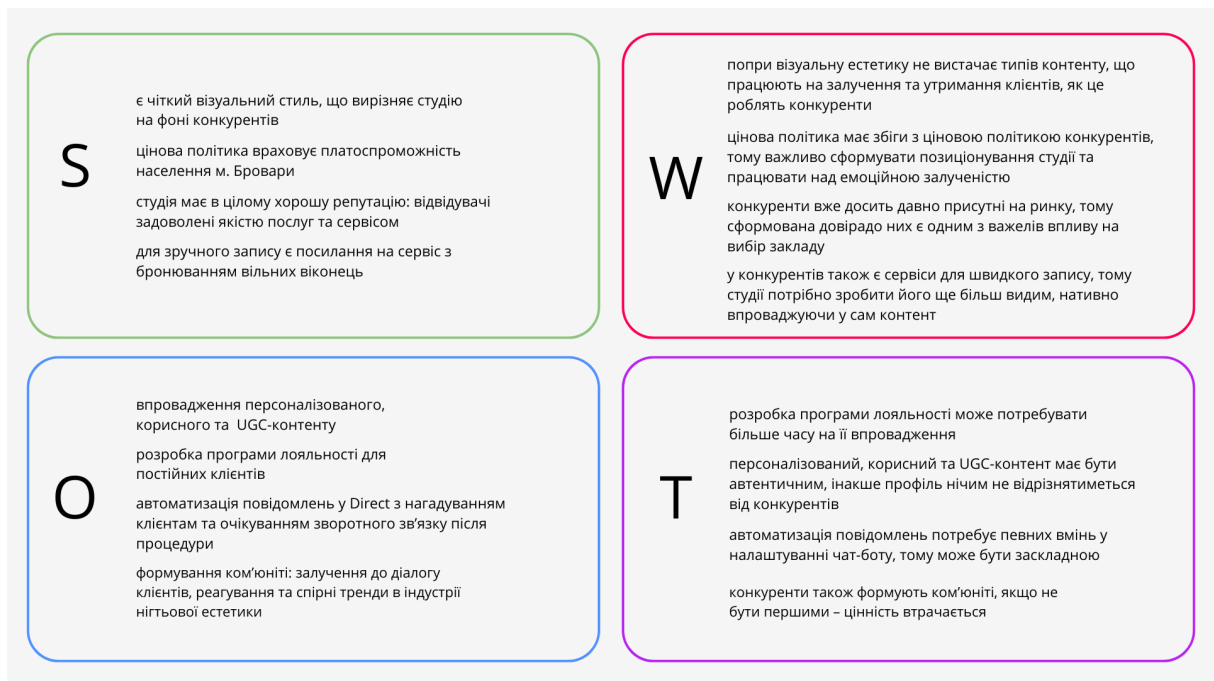 S
є чіткий візуальний стиль, що вирізняє студію
на фоні конкурентів
цінова політика враховує платоспроможність
населення м. Бровари
студія має в цілому хорошу репутацію: відвідувачі
задоволені якістю послуг та сервісом
для зручного запису є посилання на сервіс з
бронюванням вільних віконець
W
попри візуальну естетику не вистачає типів контенту, що
працюють на залучення та утримання клієнтів, як це
роблять конкуренти
цінова політика має збіги з ціновою політикою конкурентів,
тому важливо сформувати позиціонування студії та
працювати над емоційною залученістю
конкуренти вже досить давно присутні на ринку, тому
сформована довірадо них є одним з важелів впливу на
вибір закладу
у конкурентів також є сервіси для швидкого запису, тому
студії потрібно зробити його ще більш видим, нативно
впроваджуючи у сам контент
O
впровадження персоналізованого,
корисного та  UGC-контенту
розробка програми лояльності для
постійних клієнтів
автоматизація повідомлень у Direct з нагадуванням
клієнтам та очікуванням зворотного зв’язку після
процедури
формування ком’юніті: залучення до діалогу
клієнтів, реагування та спірні тренди в індустрії
нігтьової естетики
T
розробка програми лояльності може потребувати
більше часу на її впровадження
персоналізований, корисний та UGC-контент має бути
автентичним, інакше профіль нічим не відрізнятиметься
від конкурентів
автоматизація повідомлень потребує певних вмінь у
налаштуванні чат-боту, тому може бути заскладною
конкуренти також формують ком’юніті, якщо не
бути першими – цінність втрачається